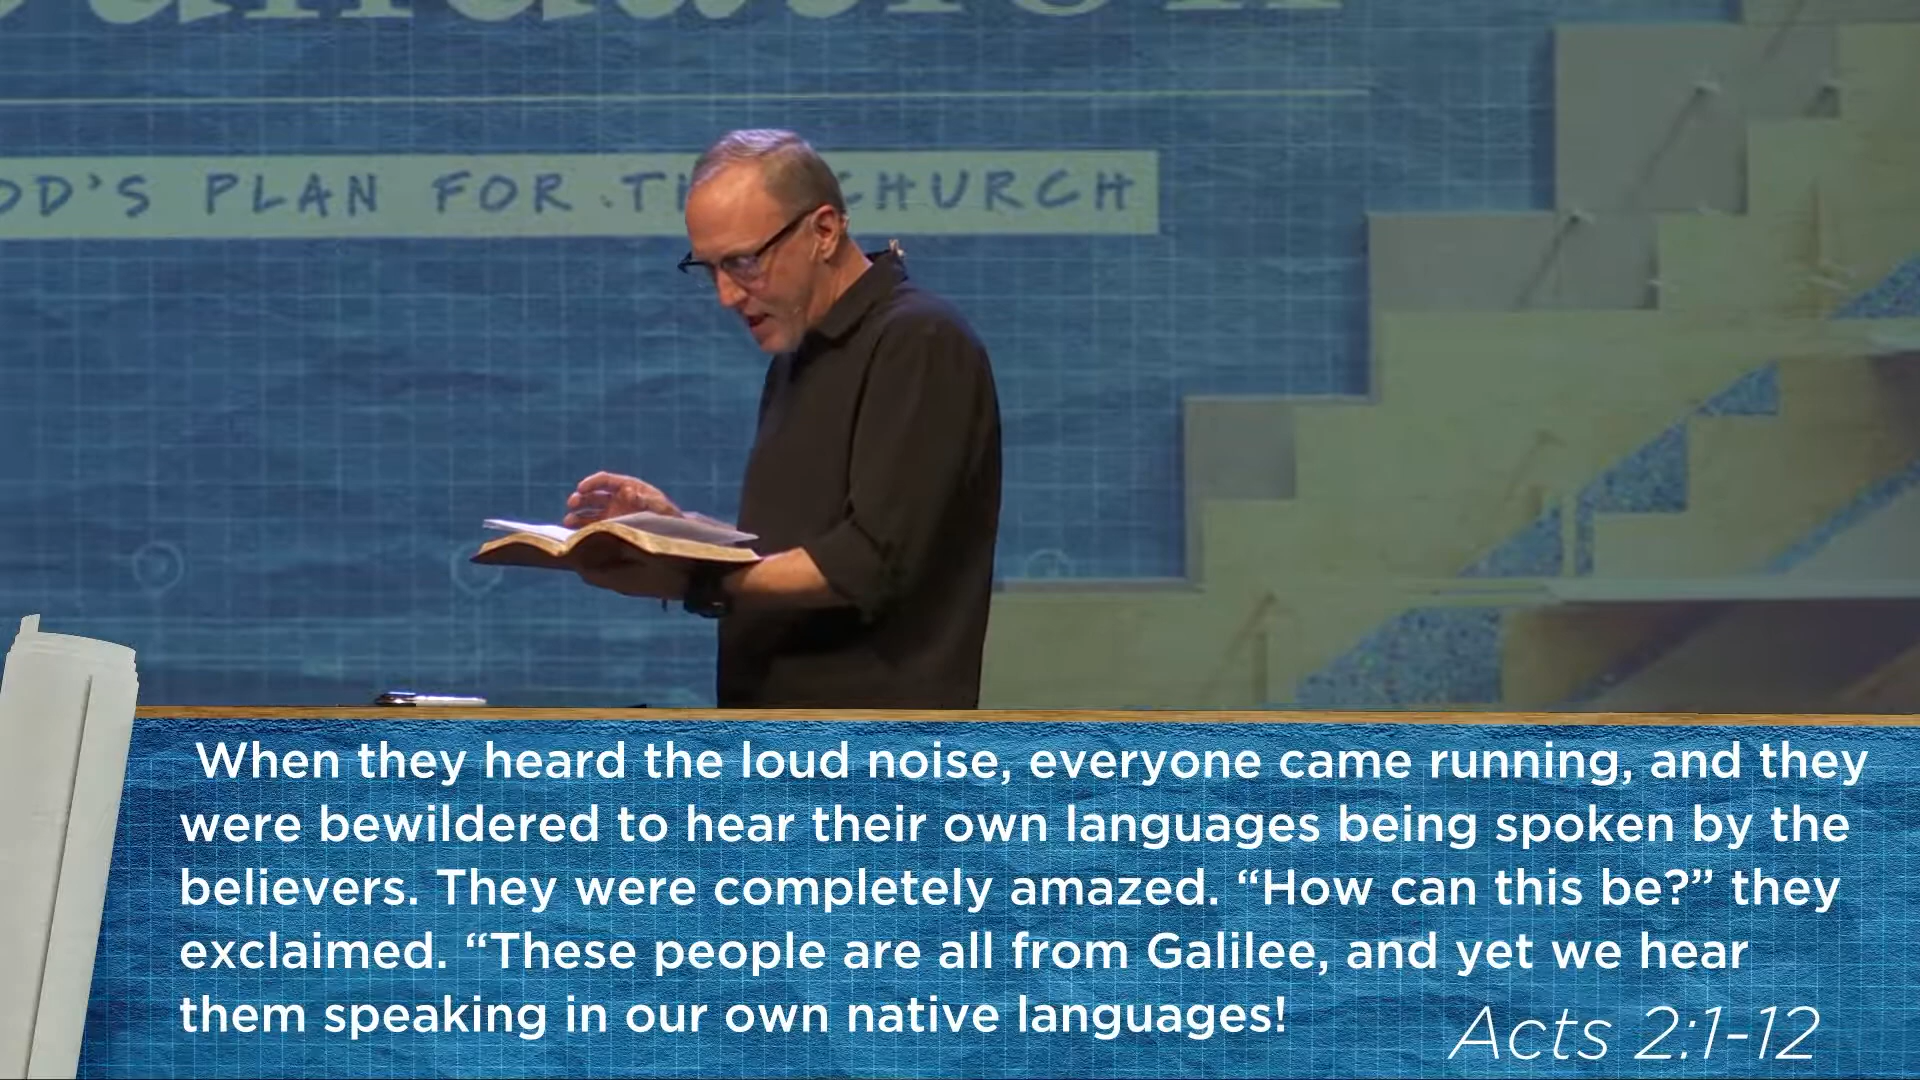 GOD'S PLAN FOR THE CHURCH
When they heard the loud noise, everyone came running, and they
were bewildered to hear their own languages being spoken by the
believers. They were completely amazed. “How can this be?” they
exclaimed. “These people are all from Galilee, and yet we hear
them speaking in our own native languages!
Acts 2:1-12